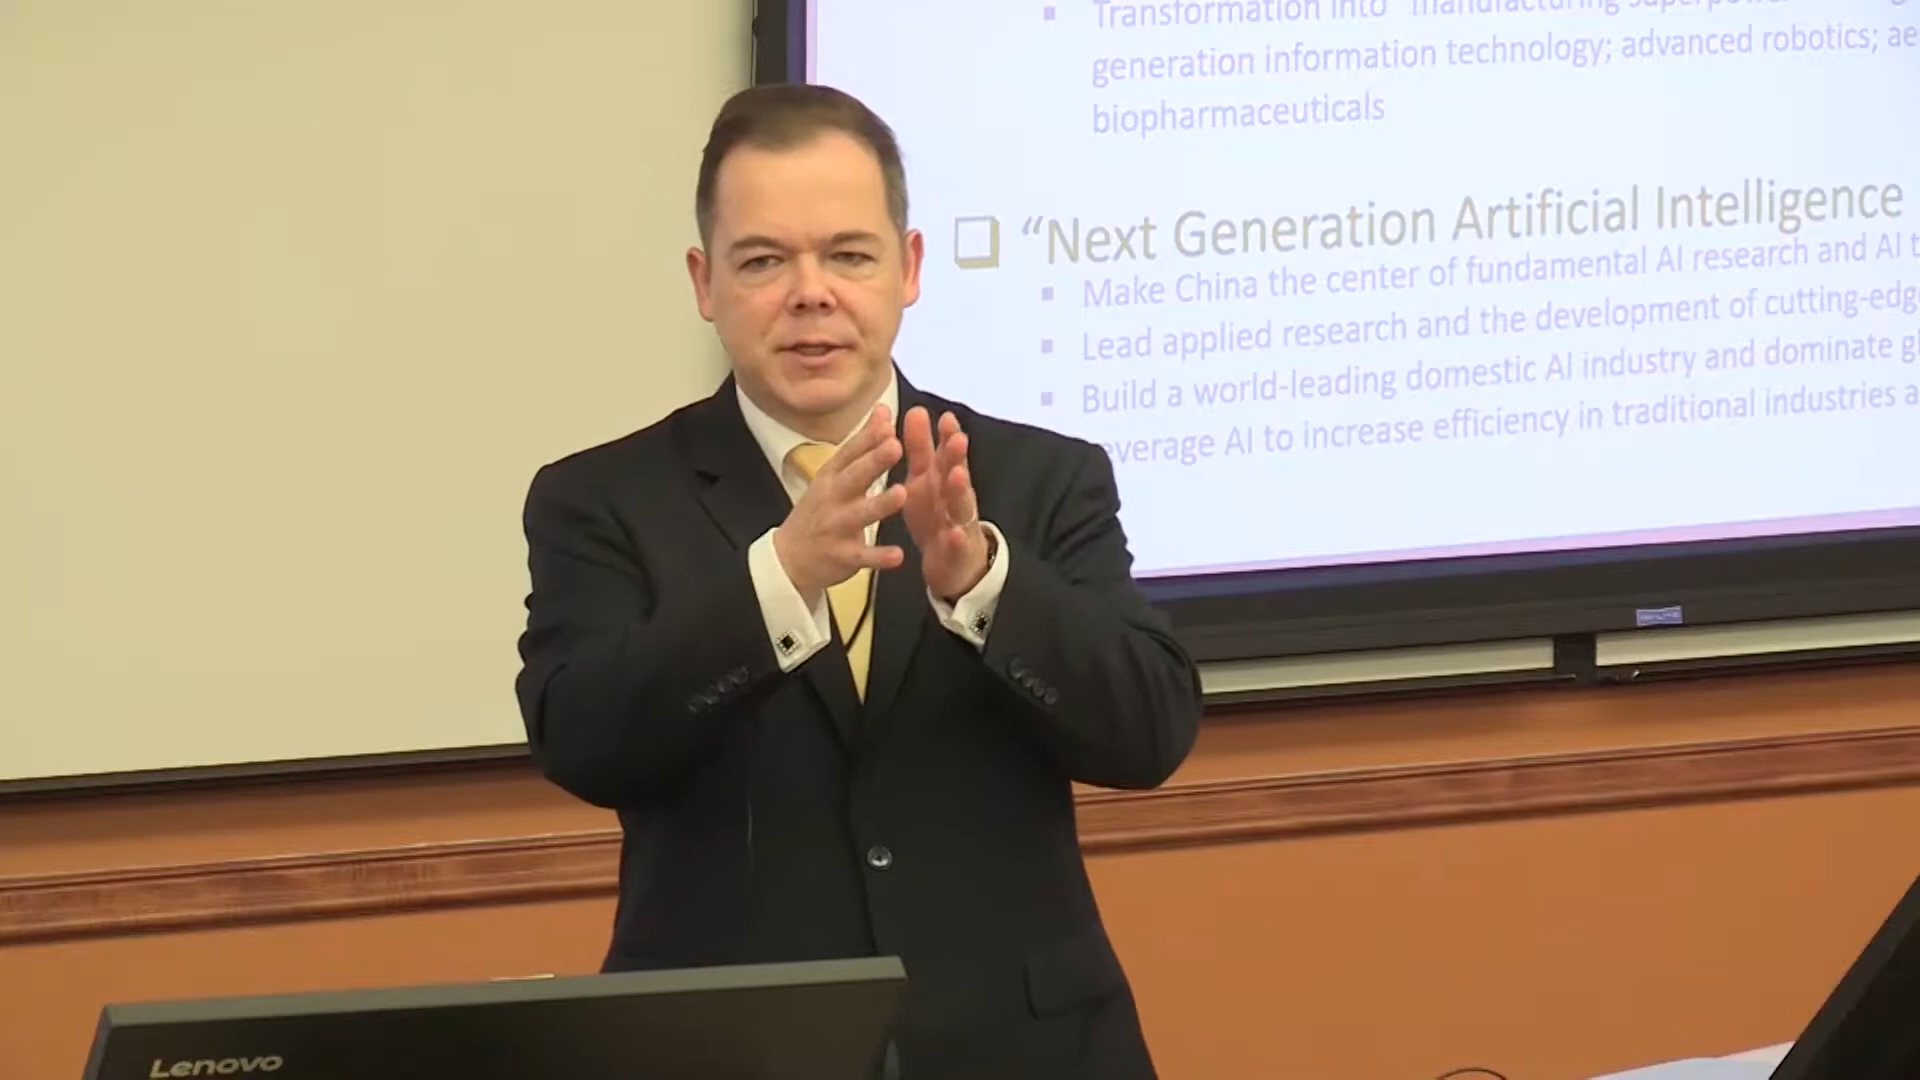 Transformation into "manufacturing superpower
generation information technology; advanced robotics; ae
biopharmaceuticals
"Next Generation Artificial Intelligence
Make China the center of fundamental AI research and AI t
Lead applied research and the development of cutting-edg
Build a world-leading domestic AI industry and dominate gl
everage AI to increase efficiency in traditional industries a
Lenovo